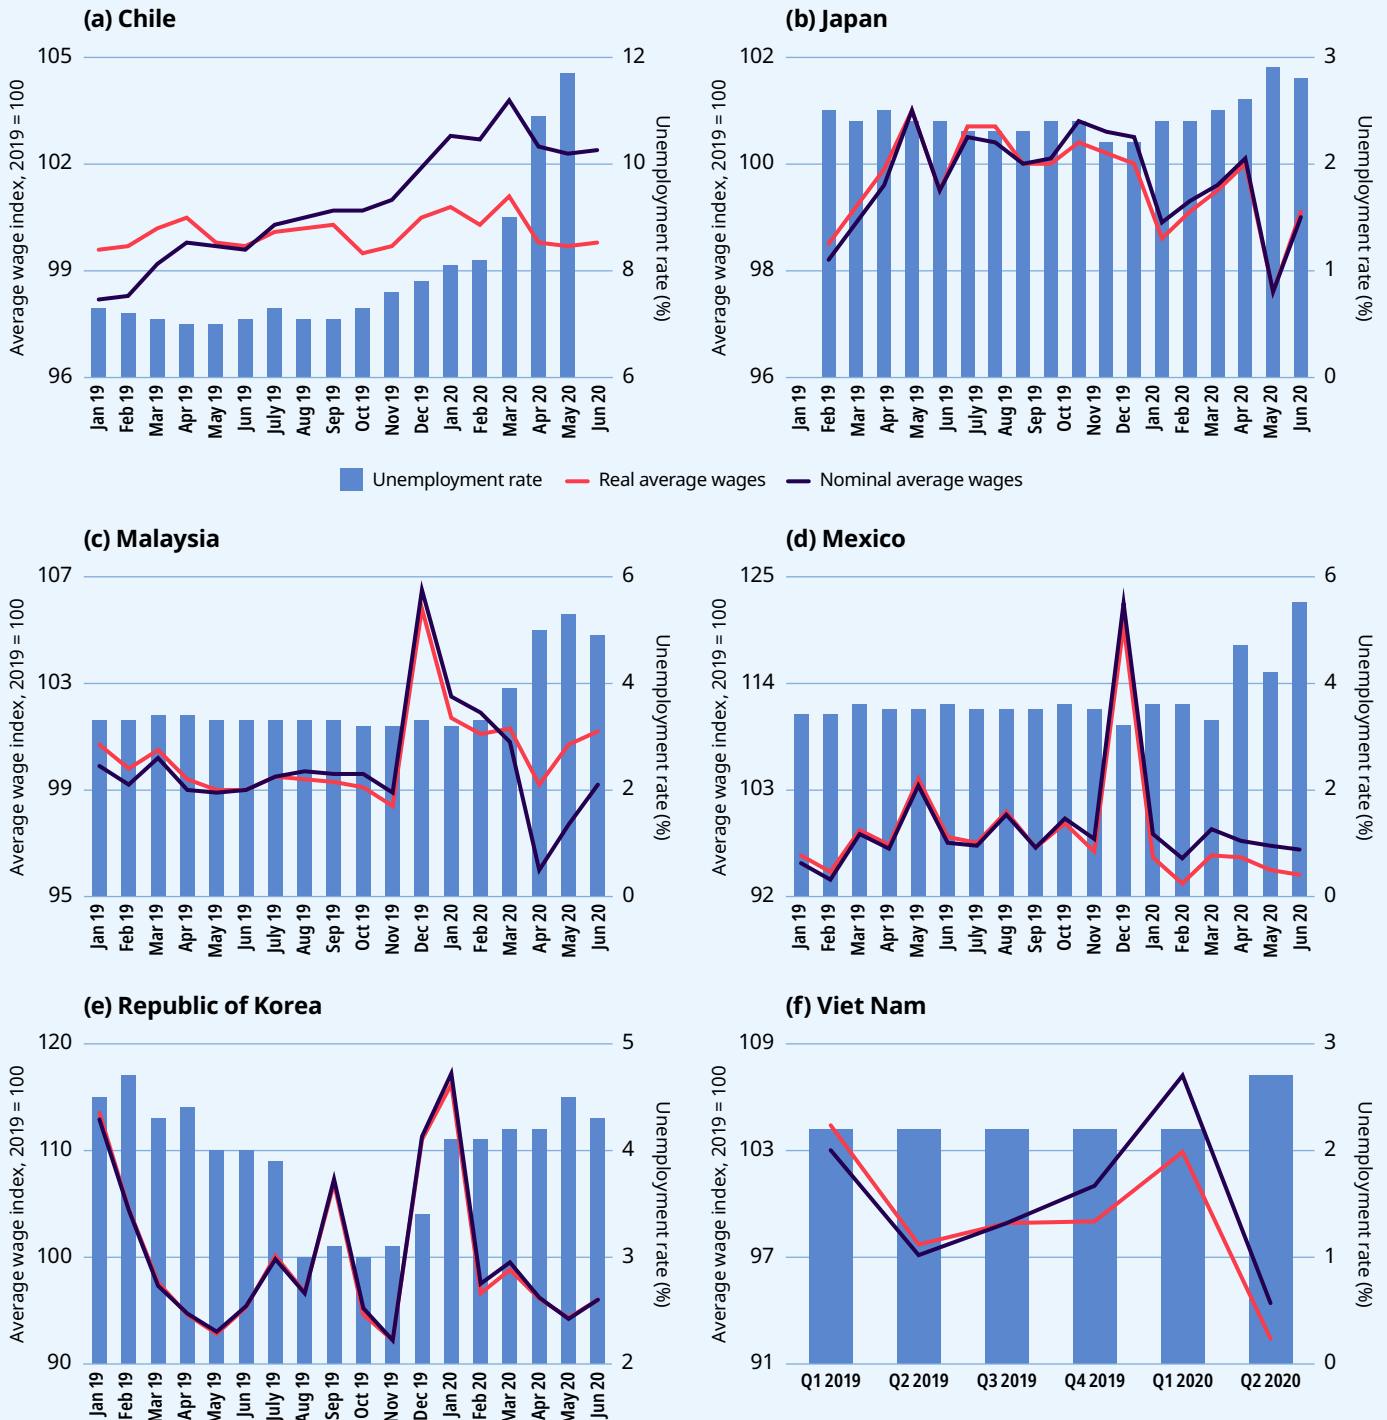 (a) Chile
105
102
99
96
12
10
8
6
Average wage index, 2019 = 100
Unemployment rate (%)
Jan 19
Feb 19
Mar 19
Apr 19
May 19
Jun 19
July 19
Aug 19
Sep 19
Oct 19
Nov 19
Dec 19
Jan 20
Feb 20
Mar 20
Apr 20
May 20
Jun 20
(b) Japan
102
100
98
96
3
2
1
0
Average wage index, 2019 = 100
Unemployment rate (%)
Jan 19
Feb 19
Mar 19
Apr 19
May 19
Jun 19
July 19
Aug 19
Sep 19
Oct 19
Nov 19
Dec 19
Jan 20
Feb 20
Mar 20
Apr 20
May 20
Jun 20
Unemployment rate Real average wages Nominal average wages
(c) Malaysia
107
103
99
95
6
4
2
0
Average wage index, 2019 = 100
Unemployment rate (%)
Jan 19
Feb 19
Mar 19
Apr 19
May 19
Jun 19
July 19
Aug 19
Sep 19
Oct 19
Nov 19
Dec 19
Jan 20
Feb 20
Mar 20
Apr 20
May 20
Jun 20
(d) Mexico
125
114
103
92
6
4
2
0
Average wage index, 2019 = 100
Unemployment rate (%)
Jan 19
Feb 19
Mar 19
Apr 19
May 19
Jun 19
July 19
Aug 19
Sep 19
Oct 19
Nov 19
Dec 19
Jan 20
Feb 20
Mar 20
Apr 20
May 20
Jun 20
(e) Republic of Korea
120
110
100
90
5
4
3
2
Average wage index, 2019 = 100
Unemployment rate (%)
Jan 19
Feb 19
Mar 19
Apr 19
May 19
Jun 19
July 19
Aug 19
Sep 19
Oct 19
Nov 19
Dec 19
Jan 20
Feb 20
Mar 20
Apr 20
May 20
Jun 20
(f) Viet Nam
109
103
97
91
3
2
1
0
Average wage index, 2019 = 100
Unemployment rate (%)
Q1 2019
Q2 2019
Q3 2019
Q4 2019
Q1 2020
Q2 2020